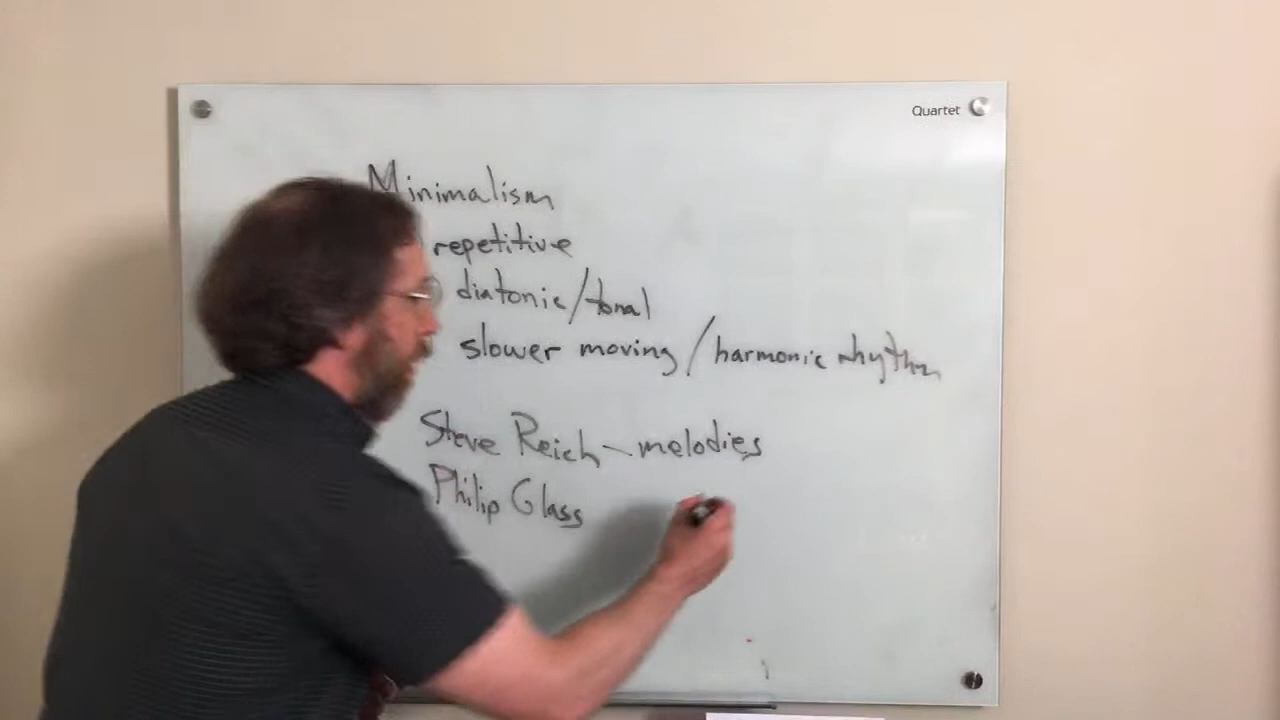 Quartet
Minimalism
repetitive
diatonic/tonal
slower moving/harmonic rhythm
Steve Reich-melodies
Philip Glass